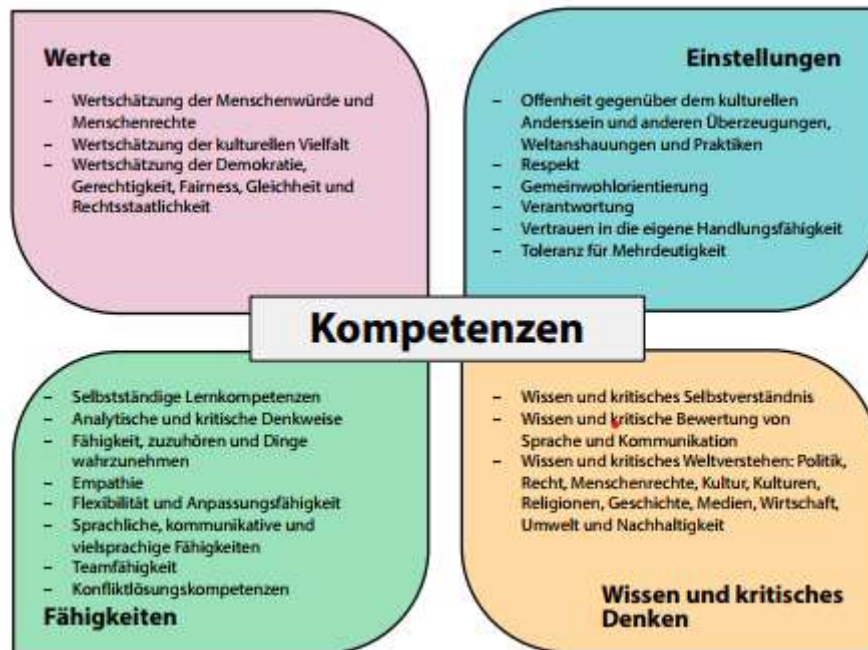 Werte
– Wertschätzung der Menschenwürde und
Menschenrechte
– Wertschätzung der kulturellen Vielfalt
– Wertschätzung der Demokratie,
Gerechtigkeit, Fairness, Gleichheit und
Rechtsstaatlichkeit
Einstellungen
– Offenheit gegenüber dem kulturellen
Anderssein und anderen Überzeugungen,
Weltanshauungen und Praktiken
– Respekt
– Gemeinwohlorientierung
– Verantwortung
– Vertrauen in die eigene Handlungsfähigkeit
– Toleranz für Mehrdeutigkeit
Kompetenzen
– Selbstständige Lernkompetenzen
– Analytische und kritische Denkweise
– Fähigkeit, zuzuhören und Dinge
wahrzunehmen
– Empathie
– Flexibilität und Anpassungsfähigkeit
– Sprachliche, kommunikative und
vielsprachige Fähigkeiten
– Teamfähigkeit
– Konfliktlösungskompetenzen
Fähigkeiten
– Wissen und kritisches Selbstverständnis
– Wissen und kritische Bewertung von
Sprache und Kommunikation
– Wissen und kritisches Weltverstehen: Politik,
Recht, Menschenrechte, Kultur, Kulturen,
Religionen, Geschichte, Medien, Wirtschaft,
Umwelt und Nachhaltigkeit
Wissen und kritisches
Denken